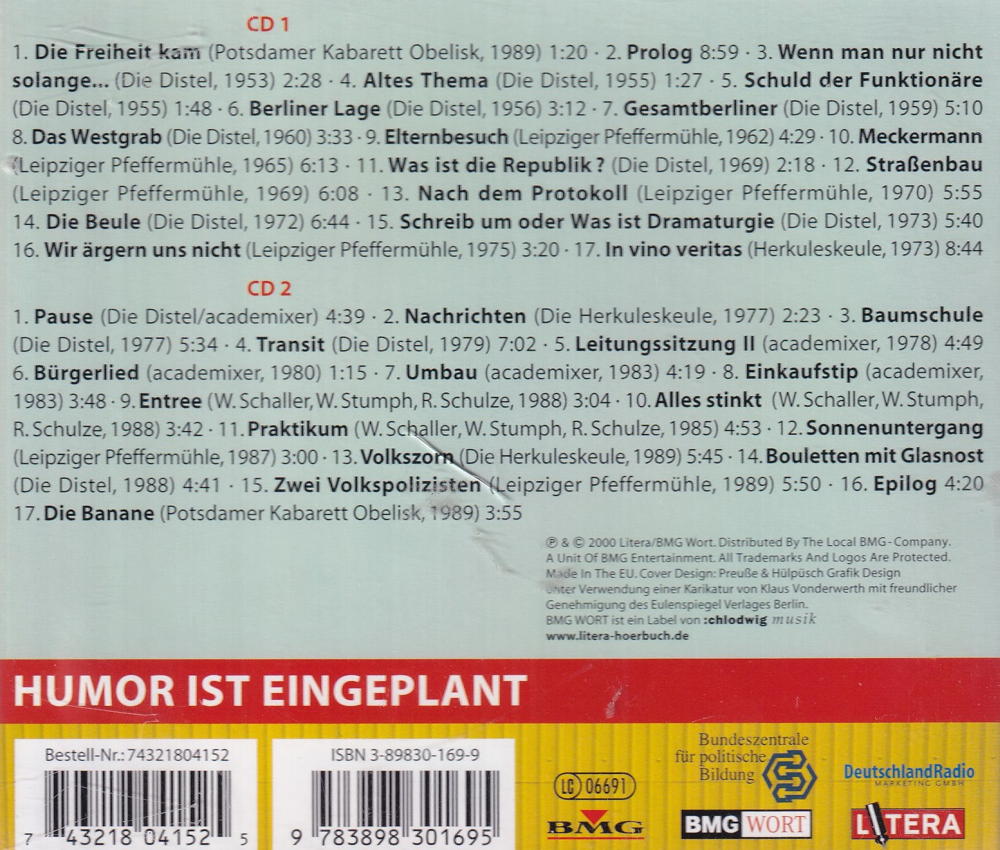 CD 1
1. Die Freiheit kam (Potsdamer Kabarett Obelisk, 1989) 1:20 · 2. Prolog 8:59 · 3. Wenn man nur nicht
solange... (Die Distel, 1953) 2:28 · 4. Altes Thema (Die Distel, 1955) 1:27 · 5. Schuld der Funktionäre
(Die Distel, 1955) 1:48 · 6. Berliner Lage (Die Distel, 1956) 3:12 · 7. Gesamtberliner (Die Distel, 1959) 5:10
8. Das Westgrab (Die Distel, 1960) 3:33 · 9. Elternbesuch (Leipziger Pfeffermühle, 1962) 4:29 · 10. Meckermann
(Leipziger Pfeffermühle, 1965) 6:13 · 11. Was ist die Republik? (Die Distel, 1969) 2:18 · 12. Straßenbau
(Leipziger Pfeffermühle, 1969) 6:08 · 13. Nach dem Protokoll (Leipziger Pfeffermühle, 1970) 5:55
14. Die Beule (Die Distel, 1972) 6:44 · 15. Schreib um oder Was ist Dramaturgie (Die Distel, 1973) 5:40
16. Wir ärgern uns nicht (Leipziger Pfeffermühle, 1975) 3:20 · 17. In vino veritas (Herkuleskeule, 1973) 8:44
CD 2
1. Pause (Die Distel/academixer) 4:39 · 2. Nachrichten (Die Herkuleskeule, 1977) 2:23 · 3. Baumschule
(Die Distel, 1977) 5:34 · 4. Transit (Die Distel, 1979) 7:02 · 5. Leitungssitzung II (academixer, 1978) 4:49
6. Bürgerlied (academixer, 1980) 1:15 · 7. Umbau (academixer, 1983) 4:19 · 8. Einkaufstip (academixer,
1983) 3:48 · 9. Entree (W. Schaller, W. Stumph, R. Schulze, 1988) 3:04 · 10. Alles stinkt (W. Schaller, W. Stumph,
R. Schulze, 1988) 3:42 · 11. Praktikum (W. Schaller, W. Stumph, R. Schulze, 1985) 4:53 · 12. Sonnenuntergang
(Leipziger Pfeffermühle, 1987) 3:00 · 13. Volkszorn (Die Herkuleskeule, 1989) 5:45 · 14. Bouletten mit Glasnost
(Die Distel, 1988) 4:41 · 15. Zwei Volkspolizisten (Leipziger Pfeffermühle, 1989) 5:50 · 16. Epilog 4:20
17. Die Banane (Potsdamer Kabarett Obelisk, 1989) 3:55
℗ & © 2000 Litera/BMG Wort. Distributed By The Local BMG-Company.
A Unit Of BMG Entertainment. All Trademarks And Logos Are Protected.
Made In The EU. Cover Design: Preuße & Hülpüsch Grafik Design
unter Verwendung einer Karikatur von Klaus Vonderwerth mit freundlicher
Genehmigung des Eulenspiegel Verlages Berlin.
BMG WORT ist ein Label von :chlodwig musik
www.litera-hoerbuch.de
HUMOR IST EINGEPLANT
Bestell-Nr.: 74321804152
7 43218 04152 5
ISBN 3-89830-169-9
9 783898 301695
LC 06691
BMG
Bundeszentrale
für politische
Bildung
BMG WORT
DeutschlandRadio
MARKETING GMBH
LITERA